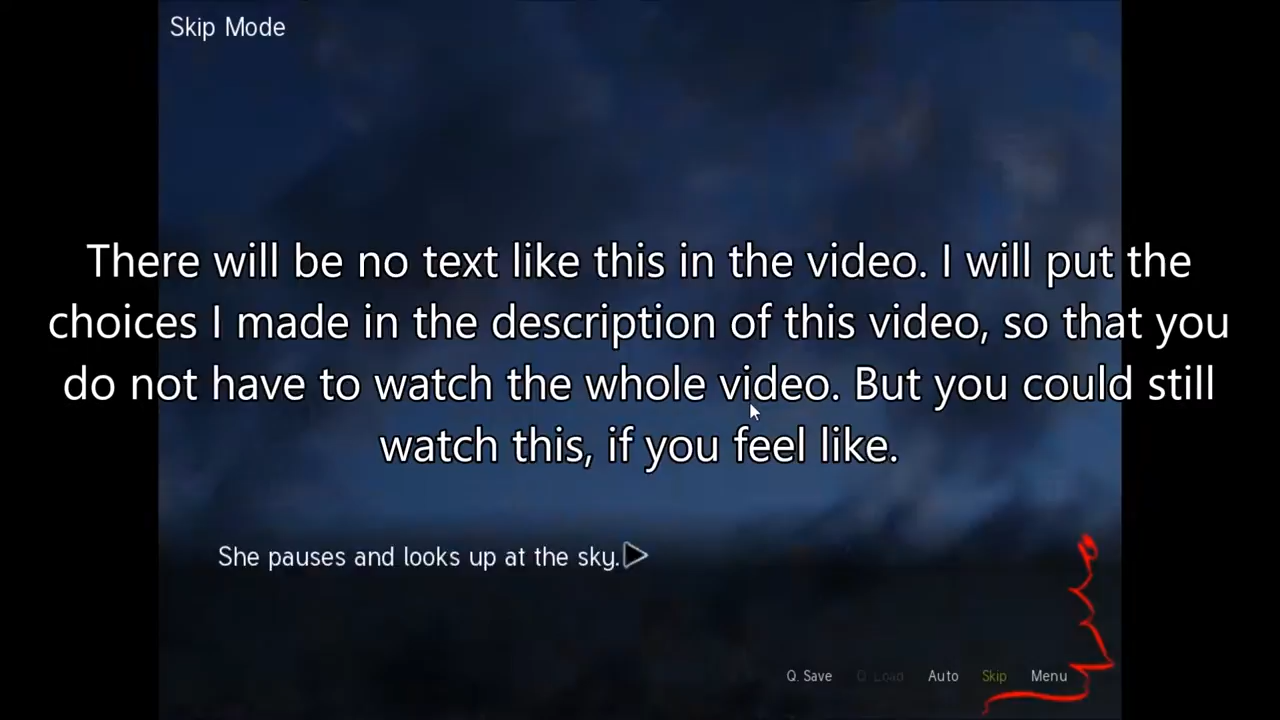 Skip Mode
There will be no text like this in the video. I will put the
choices I made in the description of this video, so that you
do not have to watch the whole video. But you could still
watch this, if you feel like.
She pauses and looks up at the sky.
Q. Save Q. Load Auto Skip Menu